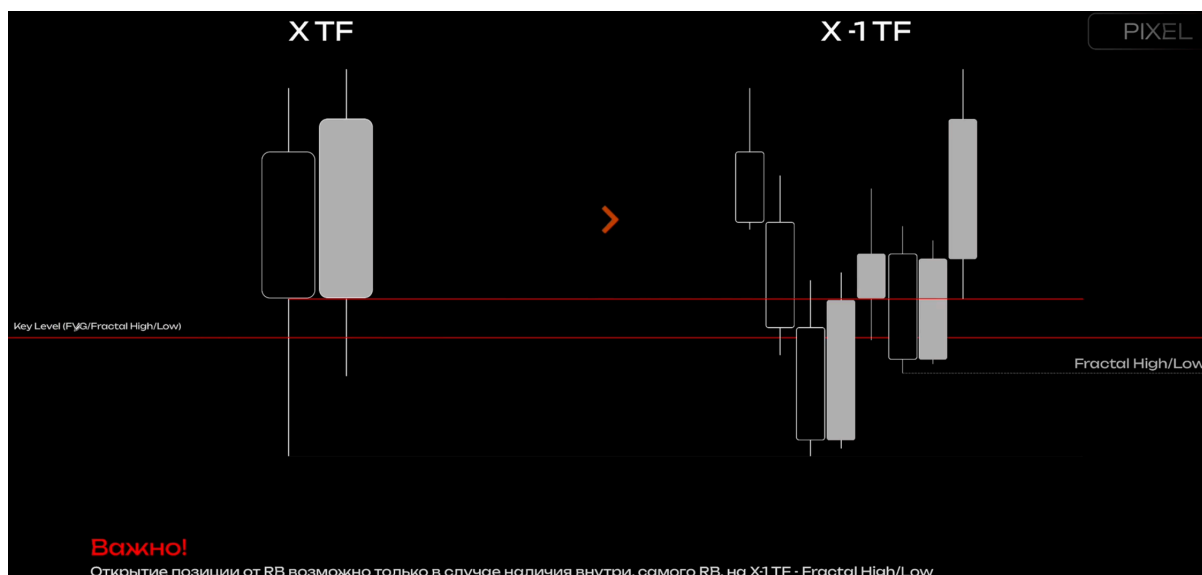 X TF
X -1 TF
PIXEL
Key Level (FVG/Fractal High/Low)
Fractal High/Low
Важно!
Открытие позиции от RB возможно только в случае наличия внутри, самого RB, на X-1 TF - Fractal High/Low